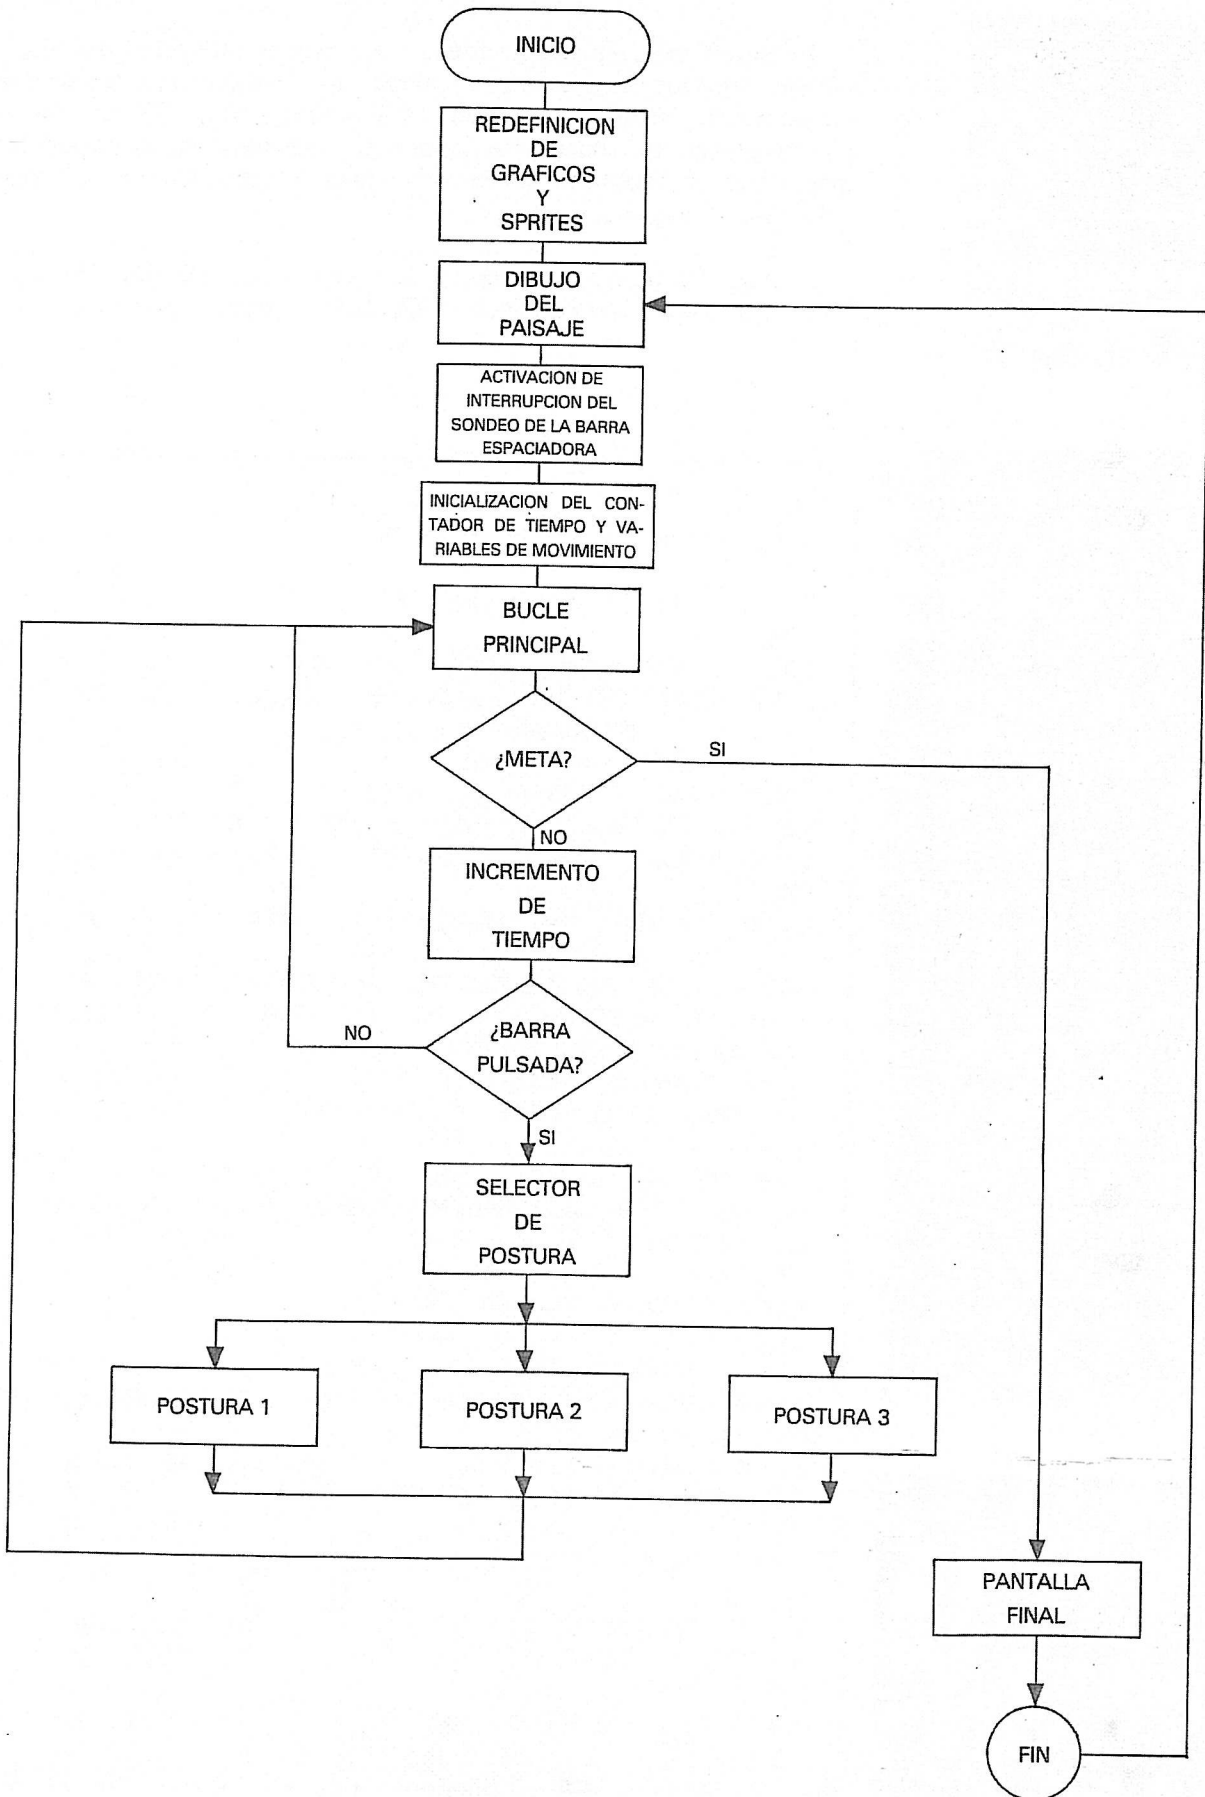 INICIO
REDEFINICION
DE
GRAFICOS
Y
SPRITES
DIBUJO
DEL
PAISAJE
ACTIVACION DE
INTERRUPCION DEL
SONDEO DE LA BARRA
ESPACIADORA
INICIALIZACION DEL CON-
TADOR DE TIEMPO Y VA-
RIABLES DE MOVIMIENTO
BUCLE
PRINCIPAL
¿META?
SI
NO
INCREMENTO
DE
TIEMPO
¿BARRA
PULSADA?
NO
SI
SELECTOR
DE
POSTURA
POSTURA 1
POSTURA 2
POSTURA 3
PANTALLA
FINAL
FIN